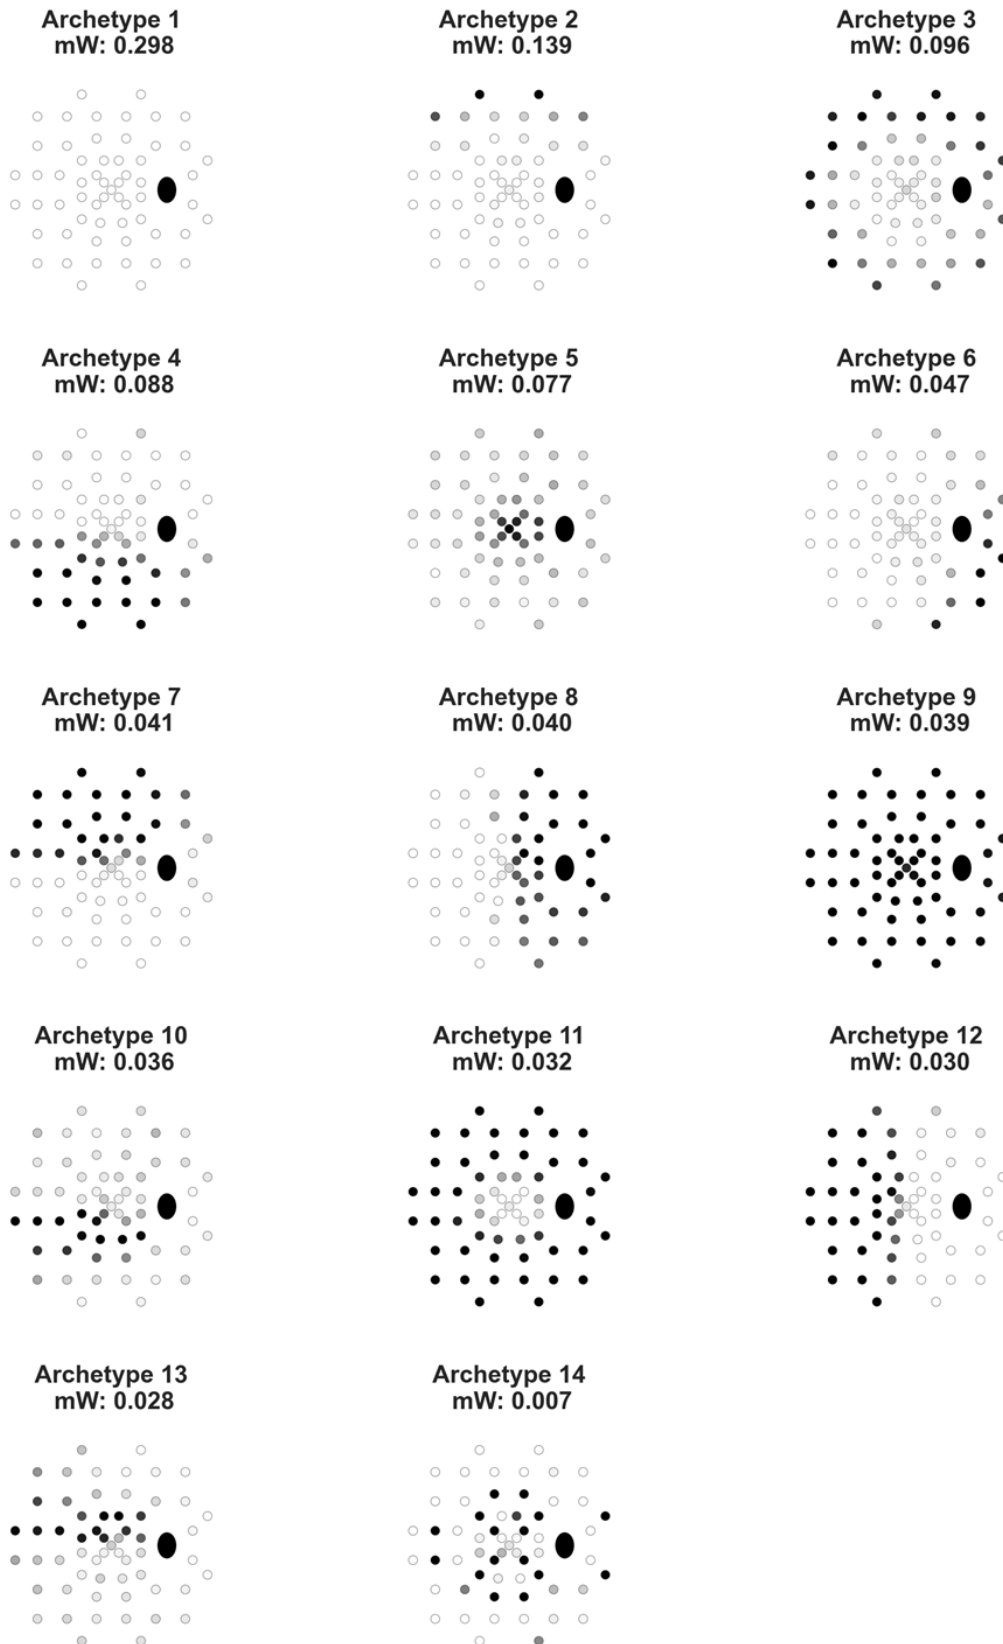 Archetype 1
mW: 0.298
Archetype 2
mW: 0.139
Archetype 3
mW: 0.096
Archetype 4
mW: 0.088
Archetype 5
mW: 0.077
Archetype 6
mW: 0.047
Archetype 7
mW: 0.041
Archetype 8
mW: 0.040
Archetype 9
mW: 0.039
Archetype 10
mW: 0.036
Archetype 11
mW: 0.032
Archetype 12
mW: 0.030
Archetype 13
mW: 0.028
Archetype 14
mW: 0.007